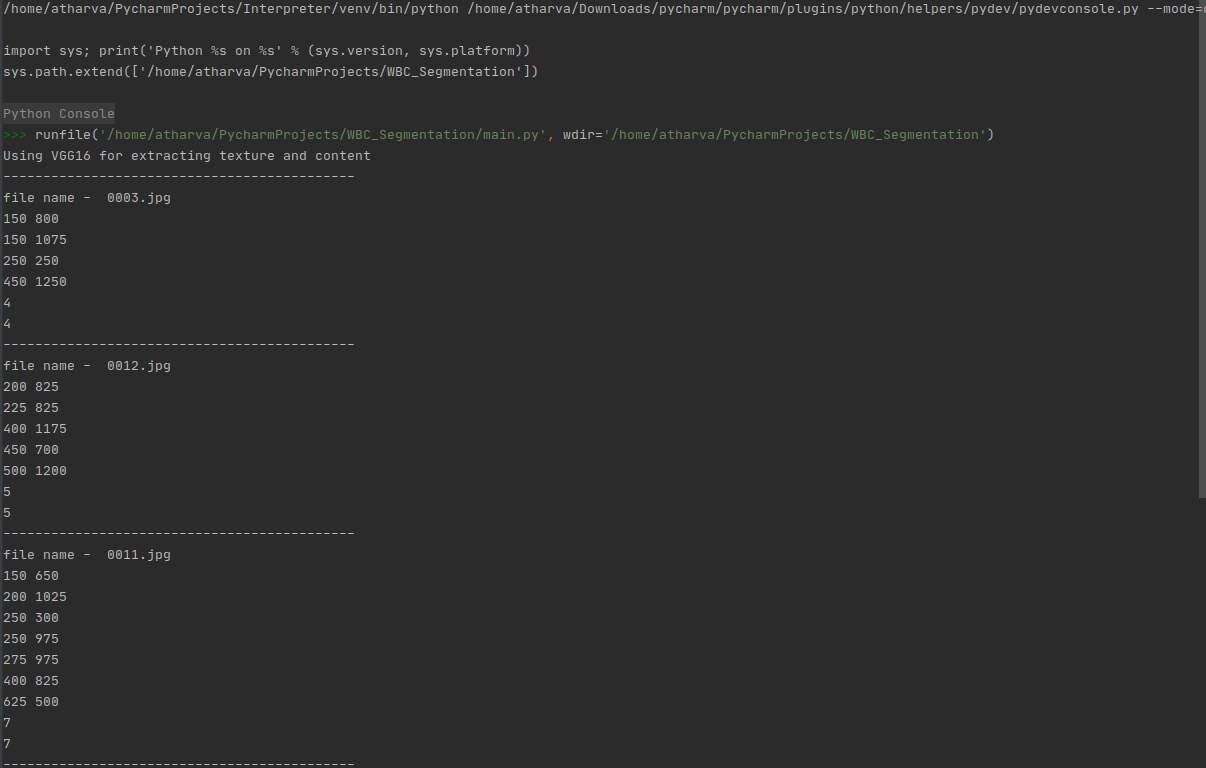 /home/atharva/PycharmProjects/Interpreter/venv/bin/python /home/atharva/Downloads/pycharm/pycharm/plugins/python/helpers/pydev/pydevconsole.py --mode=
import sys; print('Python %s on %s' % (sys.version, sys.platform))
sys.path.extend(['/home/atharva/PycharmProjects/WBC_Segmentation'])
Python Console
>>> runfile('/home/atharva/PycharmProjects/WBC_Segmentation/main.py', wdir='/home/atharva/PycharmProjects/WBC_Segmentation')
Using VGG16 for extracting texture and content
--------------------------------------------
file name -  0003.jpg
150 800
150 1075
250 250
450 1250
4
4
--------------------------------------------
file name -  0012.jpg
200 825
225 825
400 1175
450 700
500 1200
5
5
--------------------------------------------
file name -  0011.jpg
150 650
200 1025
250 300
250 975
275 975
400 825
625 500
7
7
--------------------------------------------